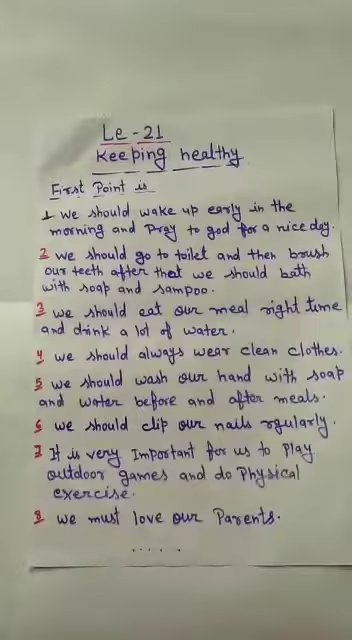 Le - 21
Keeping healthy
First Point is
1 we should wake up early in the
morning and Pray to god for a nice day.
2 we should go to toilet and then brush
our teeth after that we should bath
with soap and sampoo.
3 we should eat our meal right time
and drink a lot of water.
4 we should always wear clean clothes.
5 we should wash our hand with soap
and water before and after meals.
6 we should clip our nails rgularly.
7 It is very Important for us to Play
outdoor games and do Physical
exercise.
8 we must love our Parents.
.....